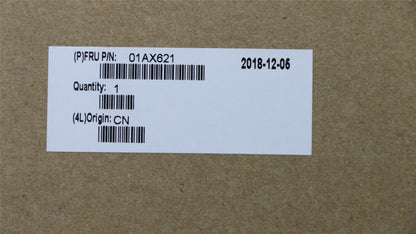 (P)FRU P/N: 01AX621 2018-12-05
Quantity: 1
(4L)Origin: CN